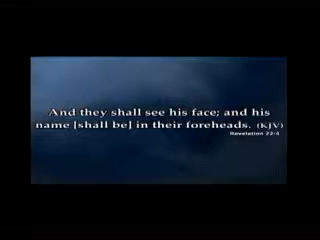 And they shall see his face; and his
name [shall be] in their foreheads. (KJV)
Revelation 22:4